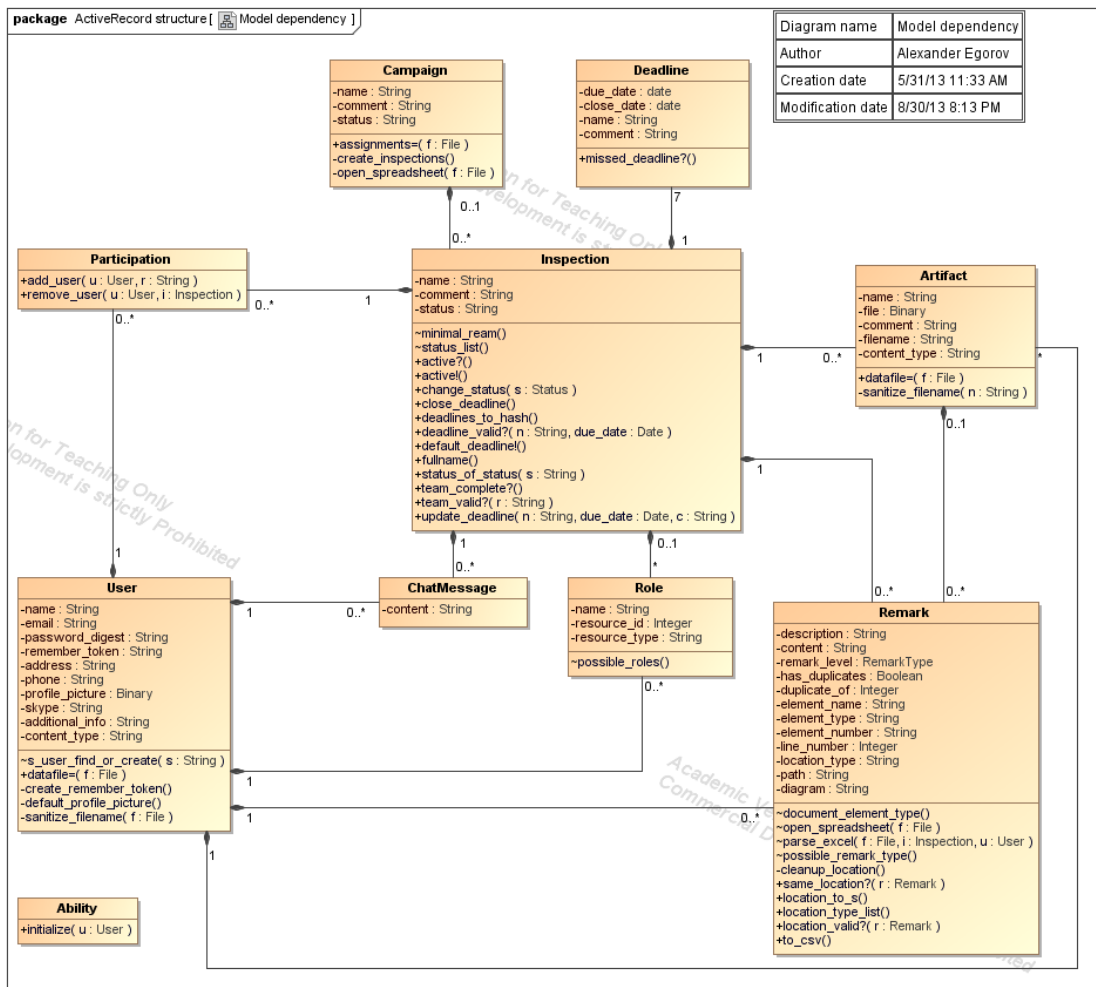 package ActiveRecord structure [ Model dependency ]
Diagram name Model dependency
Author Alexander Egorov
Creation date 5/31/13 11:33 AM
Modification date 8/30/13 8:13 PM
Campaign
-name : String
-comment : String
-status : String
+assignments=( f : File )
-create_inspections()
-open_spreadsheet( f : File )
0..1
0..*
Deadline
-due_date : date
-close_date : date
-name : String
-comment : String
+missed_deadline?()
7
1
Participation
+add_user( u : User, r : String )
+remove_user( u : User, i : Inspection )
0..*
1
0..*
1
Inspection
-name : String
-comment : String
-status : String
~minimal_ream()
~status_list()
+active?()
+active!()
+change_status( s : Status )
+close_deadline()
+deadlines_to_hash()
+deadline_valid?( n : String, due_date : Date )
+default_deadline!()
+fullname()
+status_of_status( s : String )
+team_complete?()
+team_valid?( r : String )
+update_deadline( n : String, due_date : Date, c : String )
1
0..*
1
0..*
1
0..*
0..1
*
Artifact
-name : String
-file : Binary
-comment : String
-filename : String
-content_type : String
+datafile=( f : File )
-sanitize_filename( n : String )
*
0..1
0..*
User
-name : String
-email : String
-password_digest : String
-remember_token : String
-address : String
-phone : String
-profile_picture : Binary
-skype : String
-additional_info : String
-content_type : String
~s_user_find_or_create( s : String )
+datafile=( f : File )
-create_remember_token()
-default_profile_picture()
-sanitize_filename( f : File )
1
0..*
1
0..*
1
0..*
1
ChatMessage
-content : String
Role
-name : String
-resource_id : Integer
-resource_type : String
~possible_roles()
Remark
-description : String
-content : String
-remark_level : RemarkType
-has_duplicates : Boolean
-duplicate_of : Integer
-element_name : String
-element_type : String
-element_number : String
-line_number : Integer
-location_type : String
-path : String
-diagram : String
~document_element_type()
~open_spreadsheet( f : File )
~parse_excel( f : File, i : Inspection, u : User )
~possible_remark_type()
-cleanup_location()
+same_location?( r : Remark )
+location_to_s()
+location_type_list()
+location_valid?( r : Remark )
+to_csv()
Ability
+initialize( u : User )
for Teaching Only
is strictly Prohibited
for Teaching Only
Academic
Commercial